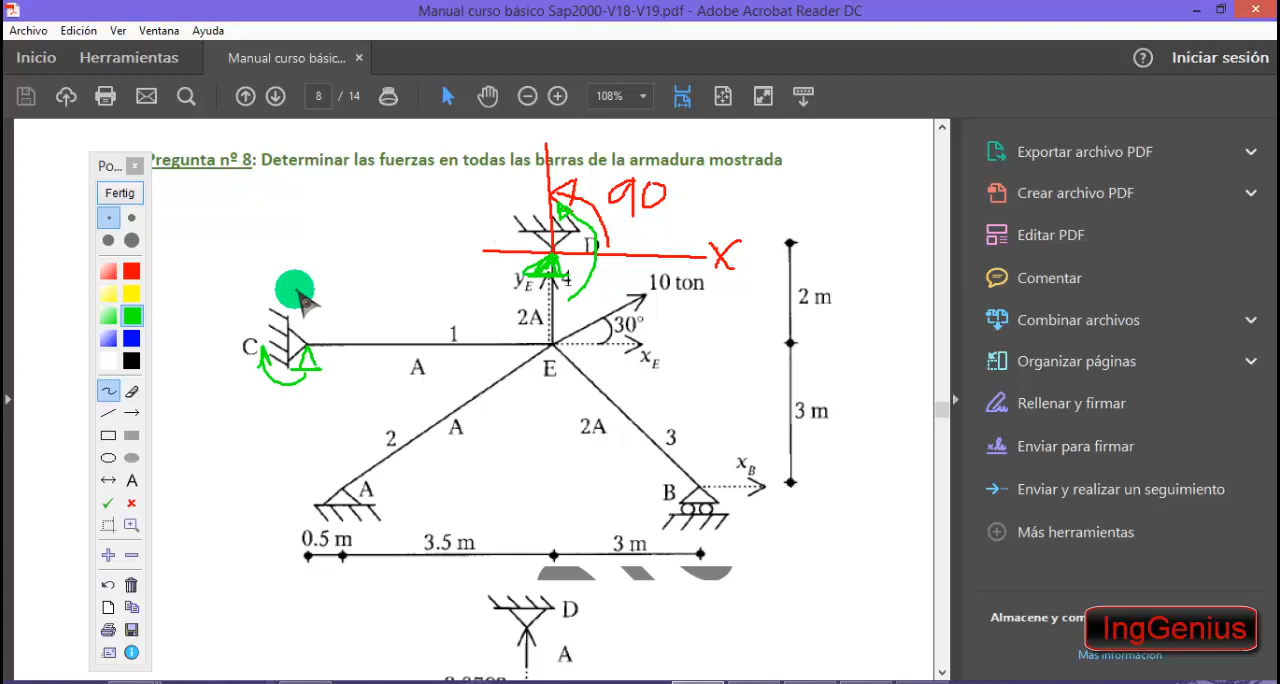 Manual curso básico Sap2000-V18-V19.pdf - Adobe Acrobat Reader DC
Archivo Edición Ver Ventana Ayuda
Inicio Herramientas Manual curso básic... × Iniciar sesión
8 / 14 108%
Pregunta nº 8: Determinar las fuerzas en todas las barras de la armadura mostrada
Po...
Fertig
90
D
X
yE 4
10 ton
2 m
2A
30°
C
1
xE
A
E
3 m
2
A
2A
3
xB
A
B
0.5 m
3.5 m
3 m
D
A
Exportar archivo PDF
Crear archivo PDF
Editar PDF
Comentar
Combinar archivos
Organizar páginas
Rellenar y firmar
Enviar para firmar
Enviar y realizar un seguimiento
Más herramientas
Almacene y com
IngGenius
Más información